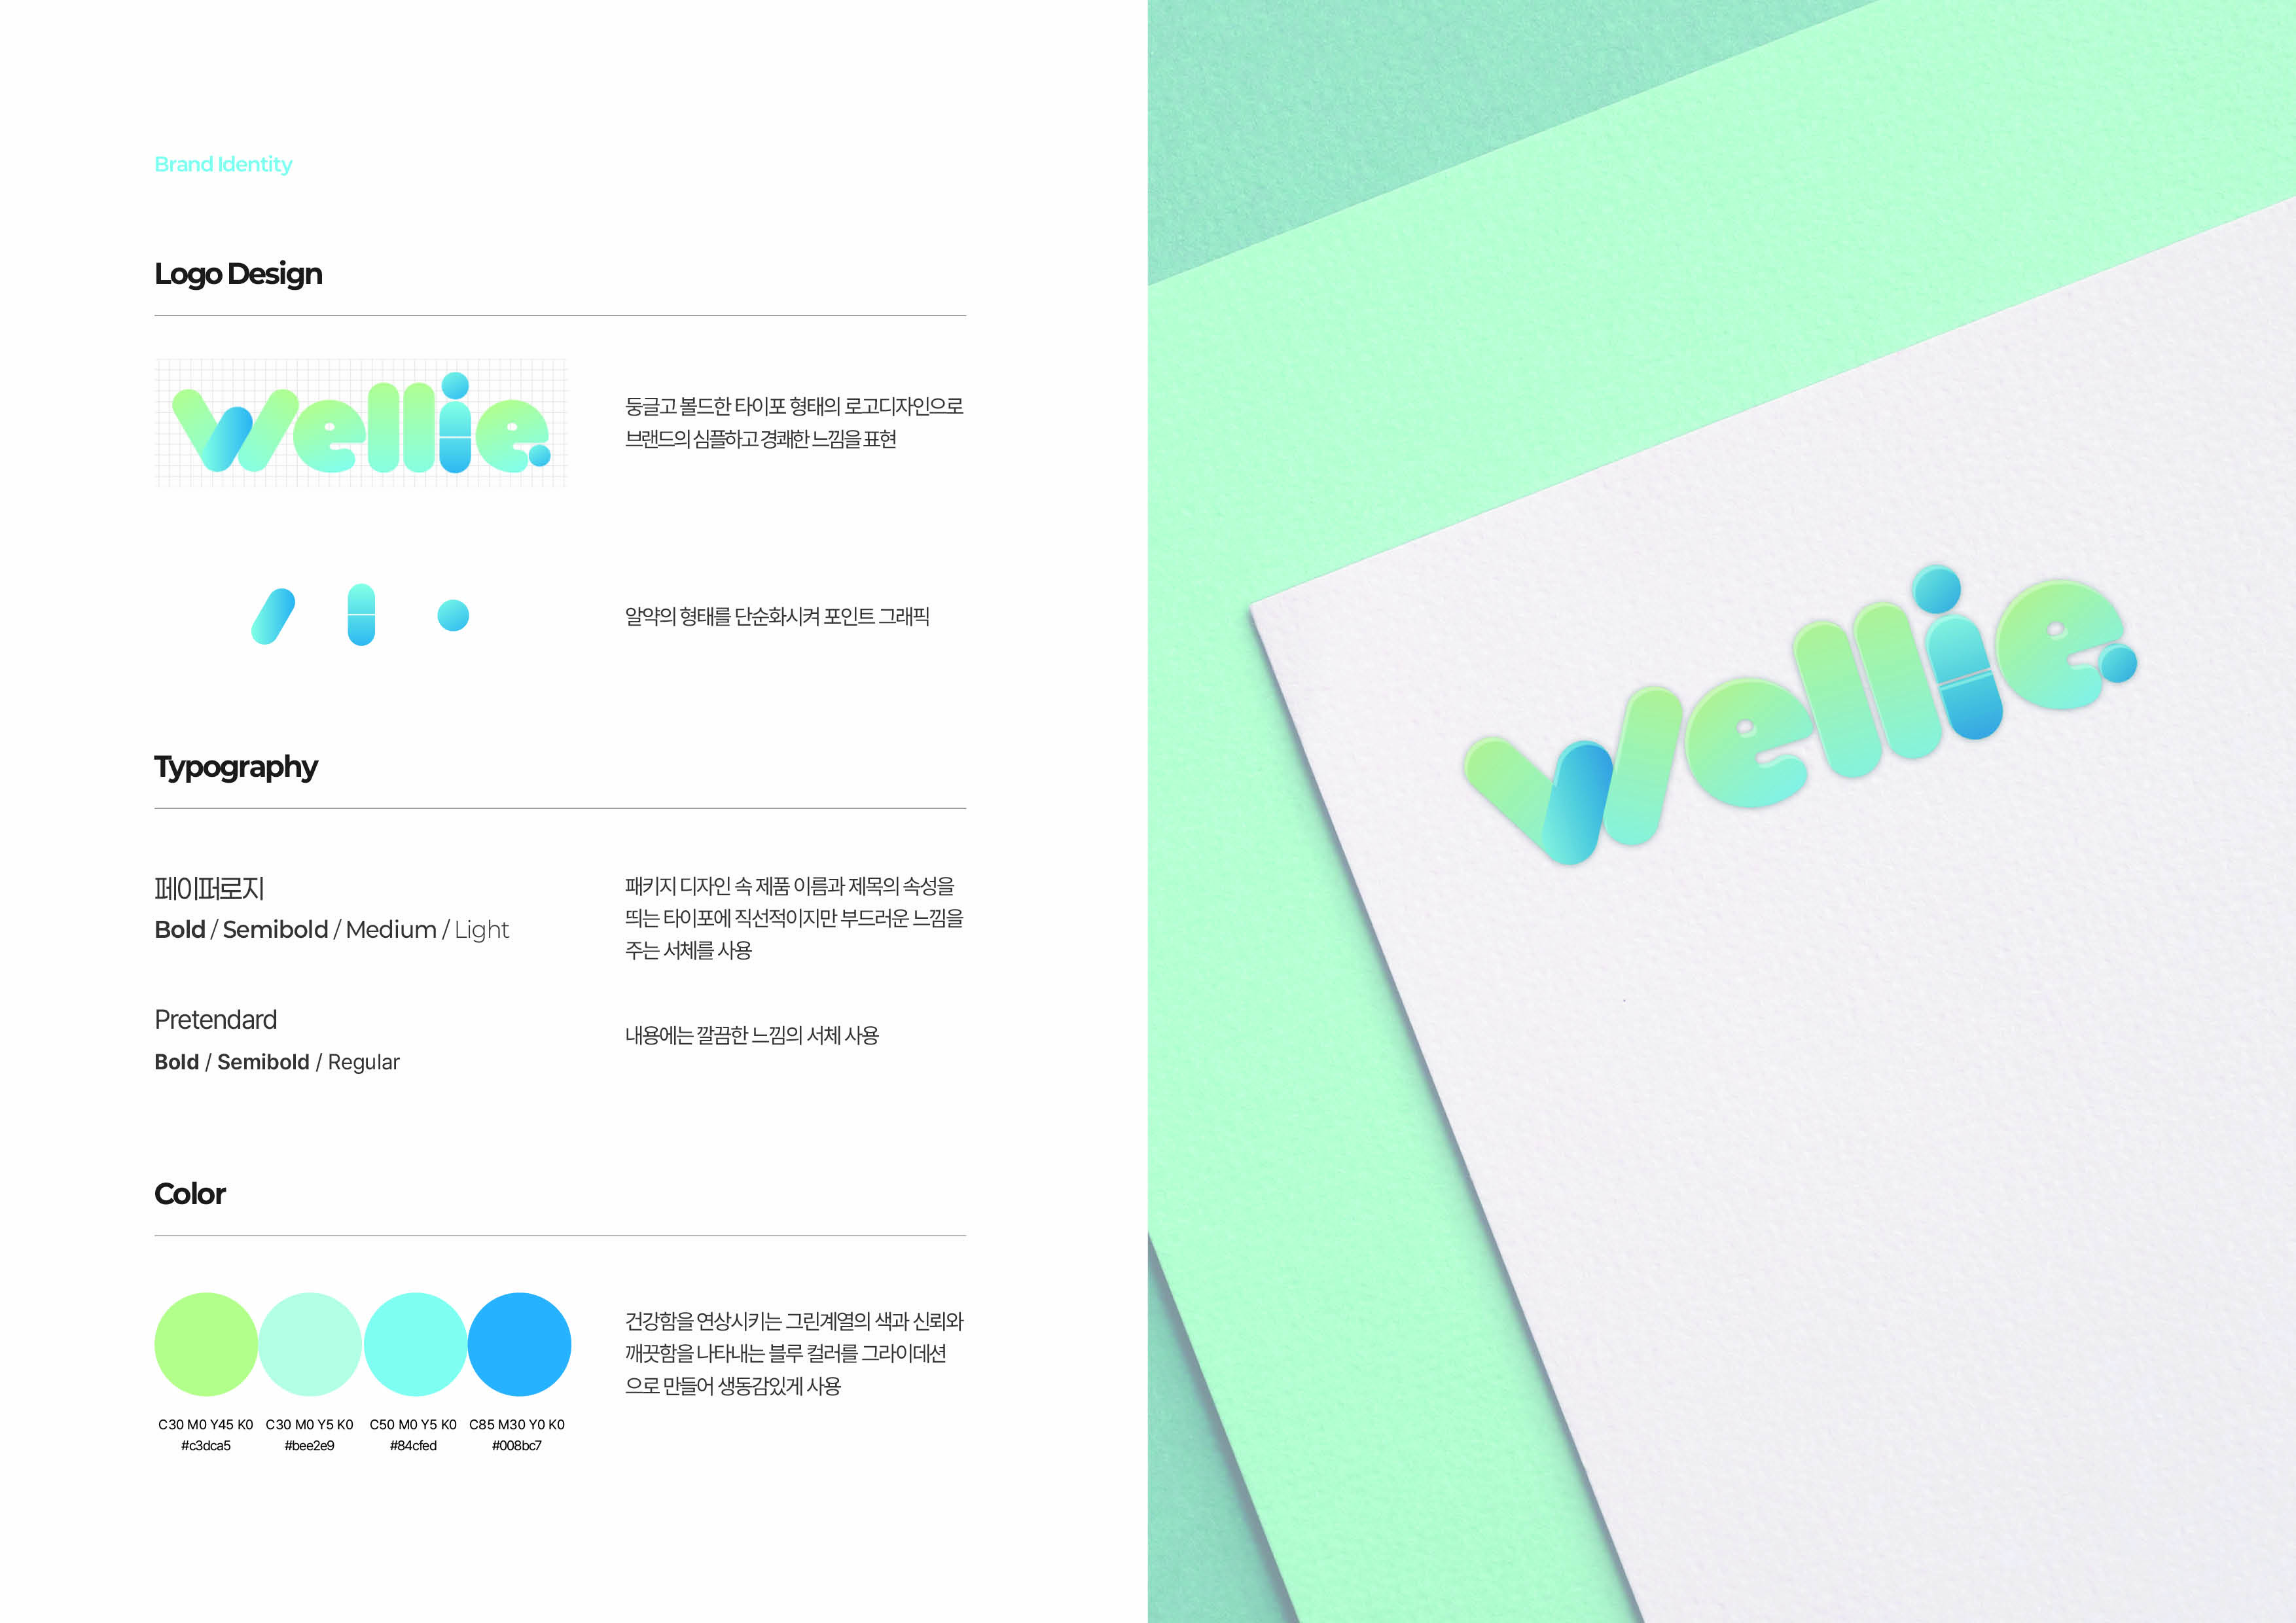 Brand Identity
Logo Design
wellie.
둥글고 볼드한 타이포 형태의 로고디자인으로
브랜드의 심플하고 경쾌한 느낌을 표현
알약의 형태를 단순화시켜 포인트 그래픽
Typography
페이퍼로지
Bold / Semibold / Medium / Light
패키지 디자인 속 제품 이름과 제목의 속성을
띄는 타이포에 직선적이지만 부드러운 느낌을
주는 서체를 사용
Pretendard
Bold / Semibold / Regular
내용에는 깔끔한 느낌의 서체 사용
Color
건강함을 연상시키는 그린계열의 색과 신뢰와
깨끗함을 나타내는 블루 컬러를 그라이데션
으로 만들어 생동감있게 사용
C30 M0 Y45 K0 C30 M0 Y5 K0 C50 M0 Y5 K0 C85 M30 Y0 K0
#c3dca5 #bee2e9 #84cfed #008bc7
wellie.